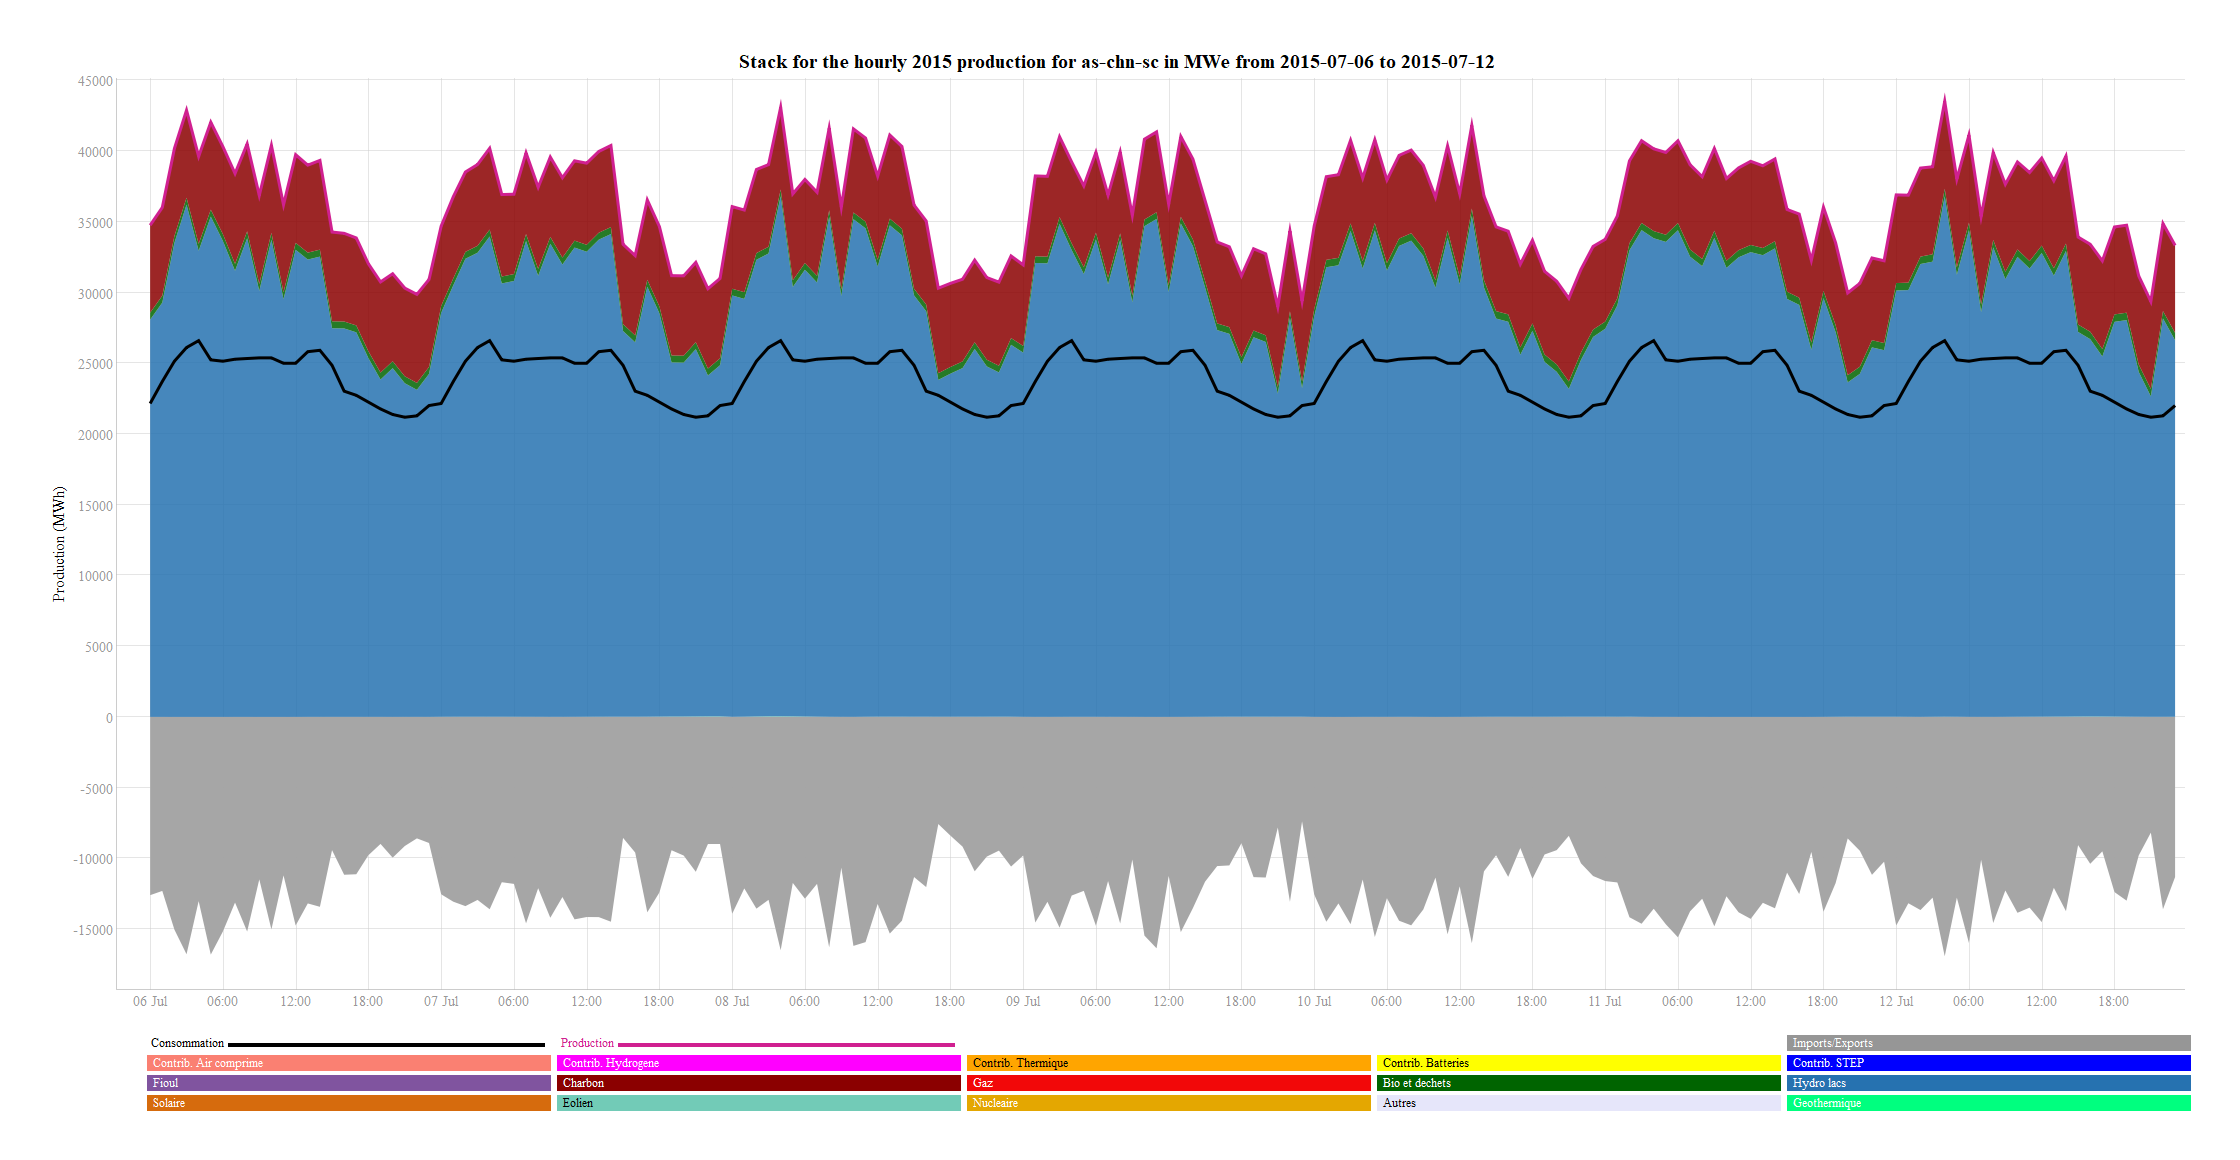 Stack for the hourly 2015 production for as-chn-sc in MWe from 2015-07-06 to 2015-07-12
45000
40000
35000
30000
25000
20000
15000
10000
5000
0
-5000
-10000
-15000
Production (MWh)
06 Jul 06:00 12:00 18:00 07 Jul 06:00 12:00 18:00 08 Jul 06:00 12:00 18:00 09 Jul 06:00 12:00 18:00 10 Jul 06:00 12:00 18:00 11 Jul 06:00 12:00 18:00 12 Jul 06:00 12:00 18:00
Consommation Production Imports/Exports
Contrib. Air comprime Contrib. Hydrogene Contrib. Thermique Contrib. Batteries Contrib. STEP
Fioul Charbon Gaz Bio et dechets Hydro lacs
Solaire Eolien Nucleaire Autres Geothermique